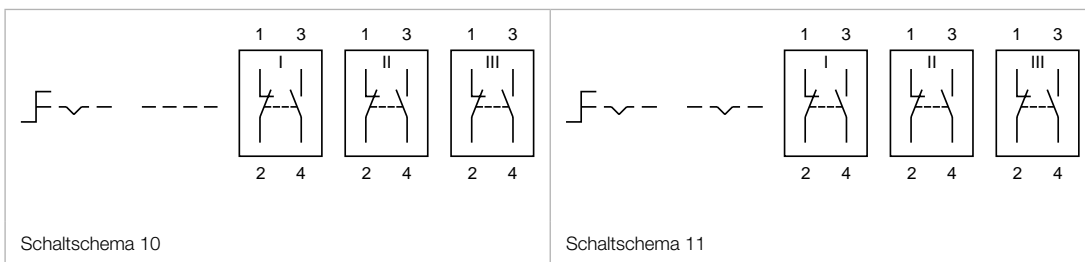 1 3 1 3 1 3
I II III
2 4 2 4 2 4
Schaltschema 10
1 3 1 3 1 3
I II III
2 4 2 4 2 4
Schaltschema 11